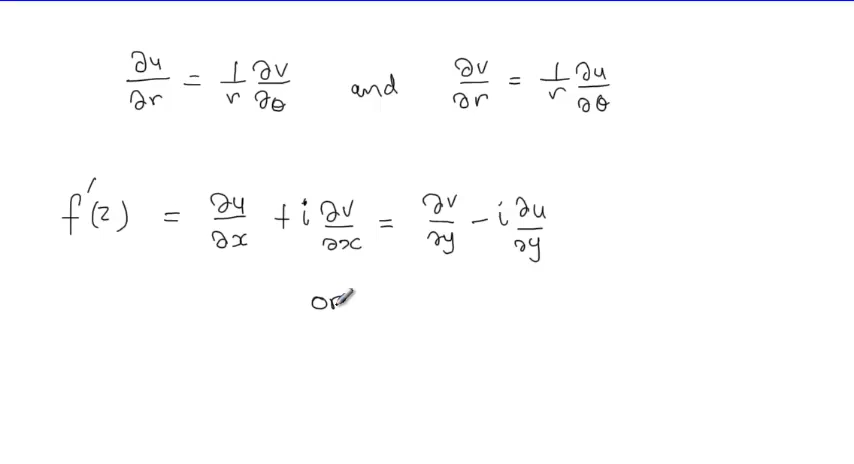 ∂u/∂r = 1/r ∂v/∂θ and ∂v/∂r = 1/r ∂u/∂θ
f'(z) = ∂u/∂x + i ∂v/∂x = ∂v/∂y - i ∂u/∂y
or